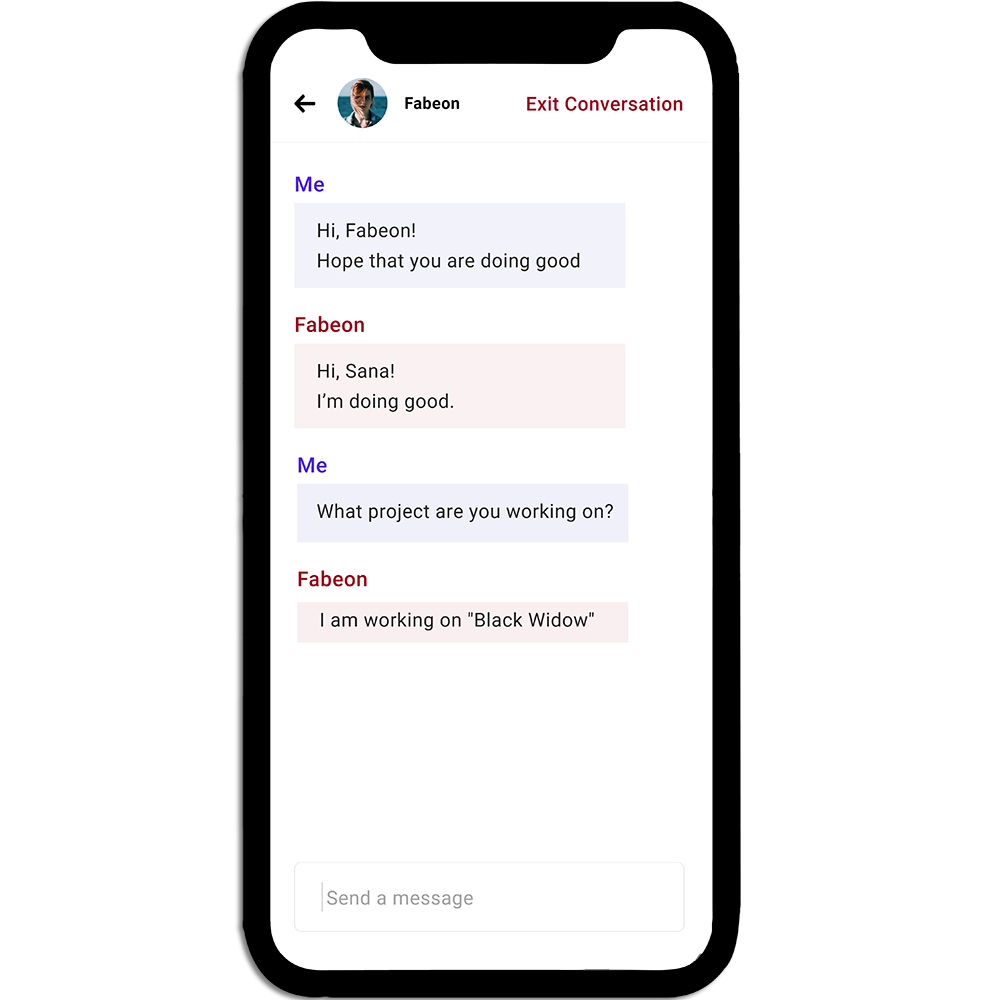 Fabeon
Exit Conversation
Me
Hi, Fabeon!
Hope that you are doing good
Fabeon
Hi, Sana!
I’m doing good.
Me
What project are you working on?
Fabeon
I am working on "Black Widow"
Send a message